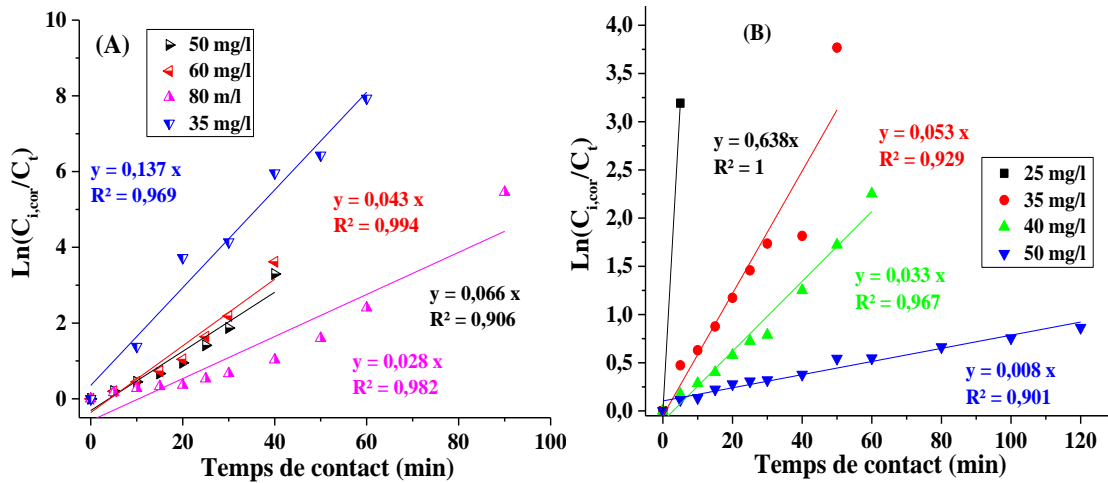 (A)
50 mg/l
60 mg/l
80 m/l
35 mg/l
y = 0,137 x
R² = 0,969
y = 0,043 x
R² = 0,994
y = 0,066 x
R² = 0,906
y = 0,028 x
R² = 0,982
Ln(C_{i,cor}/C_t)
10
8
6
4
2
0
0 20 40 60 80 100
Temps de contact (min)
(B)
y = 0,638x
R² = 1
y = 0,053 x
R² = 0,929
25 mg/l
35 mg/l
40 mg/l
50 mg/l
y = 0,033 x
R² = 0,967
y = 0,008 x
R² = 0,901
Ln(C_{i,cor}/C_t)
4,0
3,5
3,0
2,5
2,0
1,5
1,0
0,5
0,0
0 20 40 60 80 100 120
Temps de contact (min)